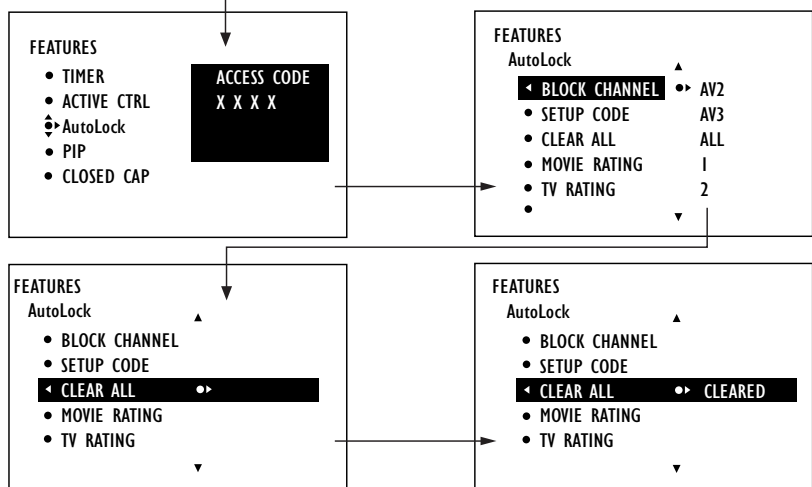 FEATURES
TIMER
ACTIVE CTRL
AutoLock
PIP
CLOSED CAP
ACCESS CODE
X X X X
FEATURES
AutoLock
BLOCK CHANNEL AV2
SETUP CODE AV3
CLEAR ALL ALL
MOVIE RATING 1
TV RATING 2
FEATURES
AutoLock
BLOCK CHANNEL
SETUP CODE
CLEAR ALL
MOVIE RATING
TV RATING
FEATURES
AutoLock
BLOCK CHANNEL
SETUP CODE
CLEAR ALL CLEARED
MOVIE RATING
TV RATING